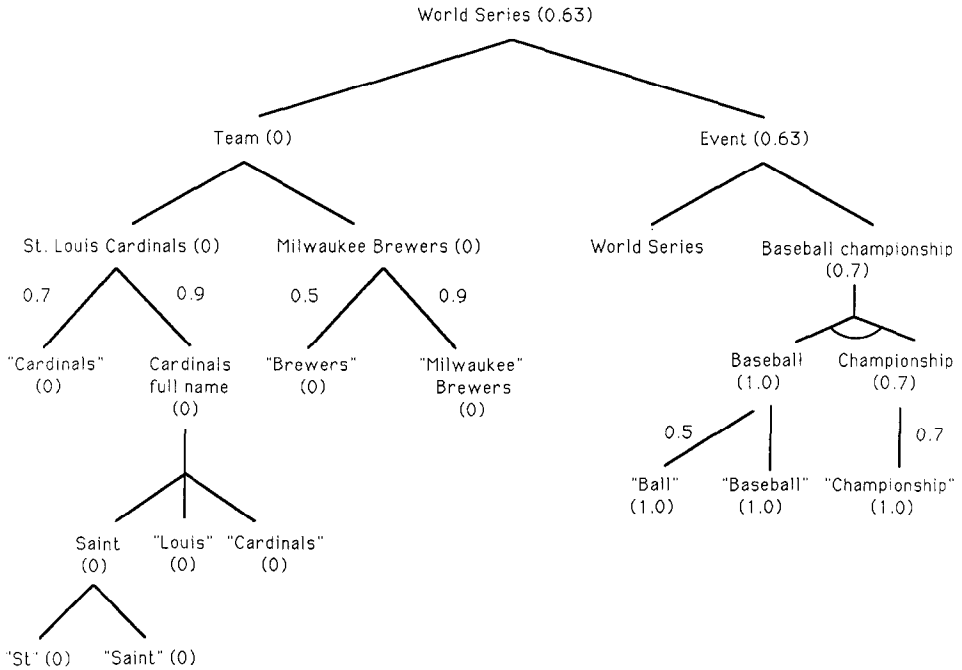 World Series (0.63)
Team (0)
Event (0.63)
St. Louis Cardinals (0)
Milwaukee Brewers (0)
World Series
Baseball championship
(0.7)
0.7
0.9
0.5
0.9
"Cardinals"
(0)
Cardinals
full name
(0)
"Brewers"
(0)
"Milwaukee"
Brewers
(0)
Baseball
(1.0)
Championship
(0.7)
0.5
0.7
"Ball"
(1.0)
"Baseball"
(1.0)
"Championship"
(1.0)
Saint
(0)
"Louis"
(0)
"Cardinals"
(0)
"St" (0)
"Saint" (0)